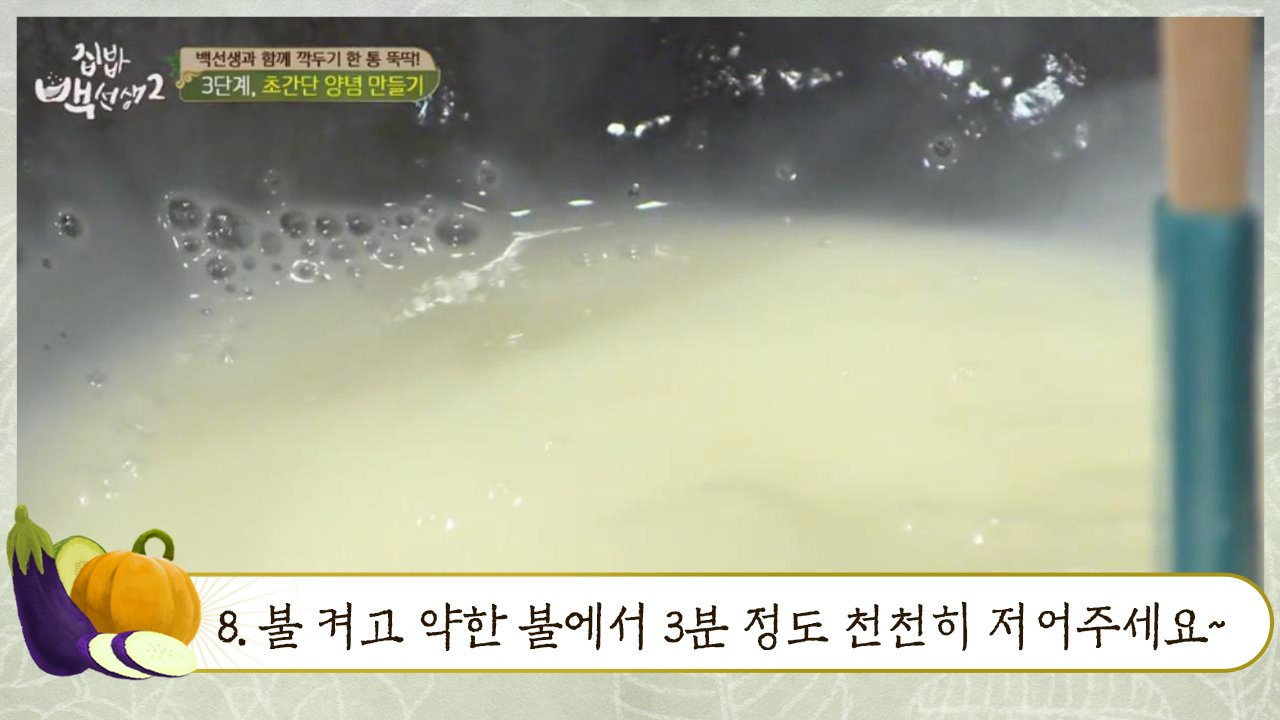 집밥
백선생2
백선생과 함께 깍두기 한 통 뚝딱!
3단계, 초간단 양념 만들기
8. 불 켜고 약한 불에서 3분 정도 천천히 저어주세요~